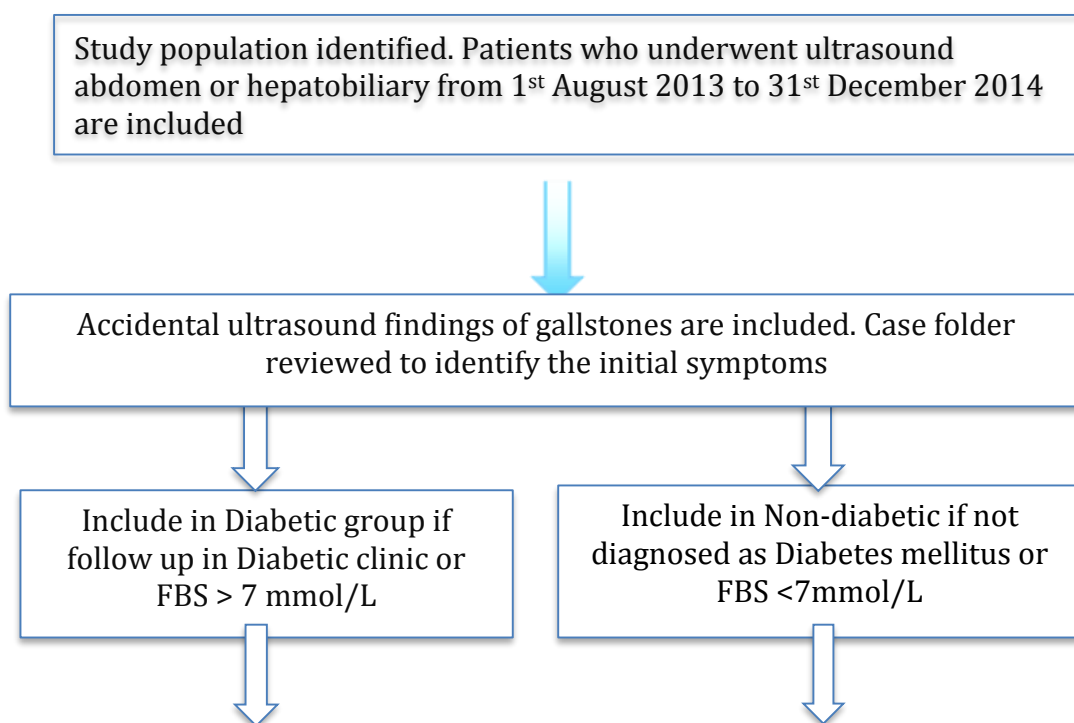 Study population identified. Patients who underwent ultrasound
abdomen or hepatobiliary from 1st August 2013 to 31st December 2014
are included
Accidental ultrasound findings of gallstones are included. Case folder
reviewed to identify the initial symptoms
Include in Diabetic group if
follow up in Diabetic clinic or
FBS > 7 mmol/L
Include in Non-diabetic if not
diagnosed as Diabetes mellitus or
FBS <7mmol/L